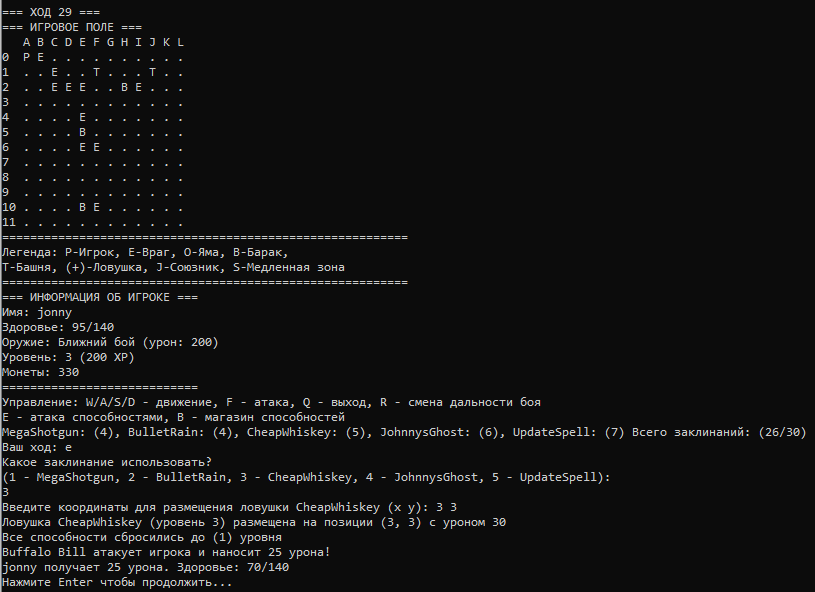 === ХОД 29 ===
=== ИГРОВОЕ ПОЛЕ ===
A B C D E F G H I J K L
0 P E . . . . . . . . . .
1 . . E . . T . . . T . .
2 . . E E E . . B E . . .
3 . . . . . . . . . . . .
4 . . . . E . . . . . . .
5 . . . . B . . . . . . .
6 . . . . E E . . . . . .
7 . . . . . . . . . . . .
8 . . . . . . . . . . . .
9 . . . . . . . . . . . .
10 . . . . B E . . . . . .
11 . . . . . . . . . . . .
==========================================================
Легенда: P-Игрок, E-Враг, O-Яма, B-Барак,
T-Башня, (+)-Ловушка, J-Союзник, S-Медленная зона
==========================================================
=== ИНФОРМАЦИЯ ОБ ИГРОКЕ ===
Имя: jonny
Здоровье: 95/140
Оружие: Ближний бой (урон: 200)
Уровень: 3 (200 XP)
Монеты: 330
============================
Управление: W/A/S/D - движение, F - атака, Q - выход, R - смена дальности боя
E - атака способностями, B - магазин способностей
MegaShotgun: (4), BulletRain: (4), CheapWhiskey: (5), JohnnysGhost: (6), UpdateSpell: (7) Всего заклинаний: (26/30)
Ваш ход: e
Какое заклинание использовать?
(1 - MegaShotgun, 2 - BulletRain, 3 - CheapWhiskey, 4 - JohnnysGhost, 5 - UpdateSpell):
3
Введите координаты для размещения ловушки CheapWhiskey (x y): 3 3
Ловушка CheapWhiskey (уровень 3) размещена на позиции (3, 3) с уроном 30
Все способности сбросились до (1) уровня
Buffalo Bill атакует игрока и наносит 25 урона!
jonny получает 25 урона. Здоровье: 70/140
Нажмите Enter чтобы продолжить...